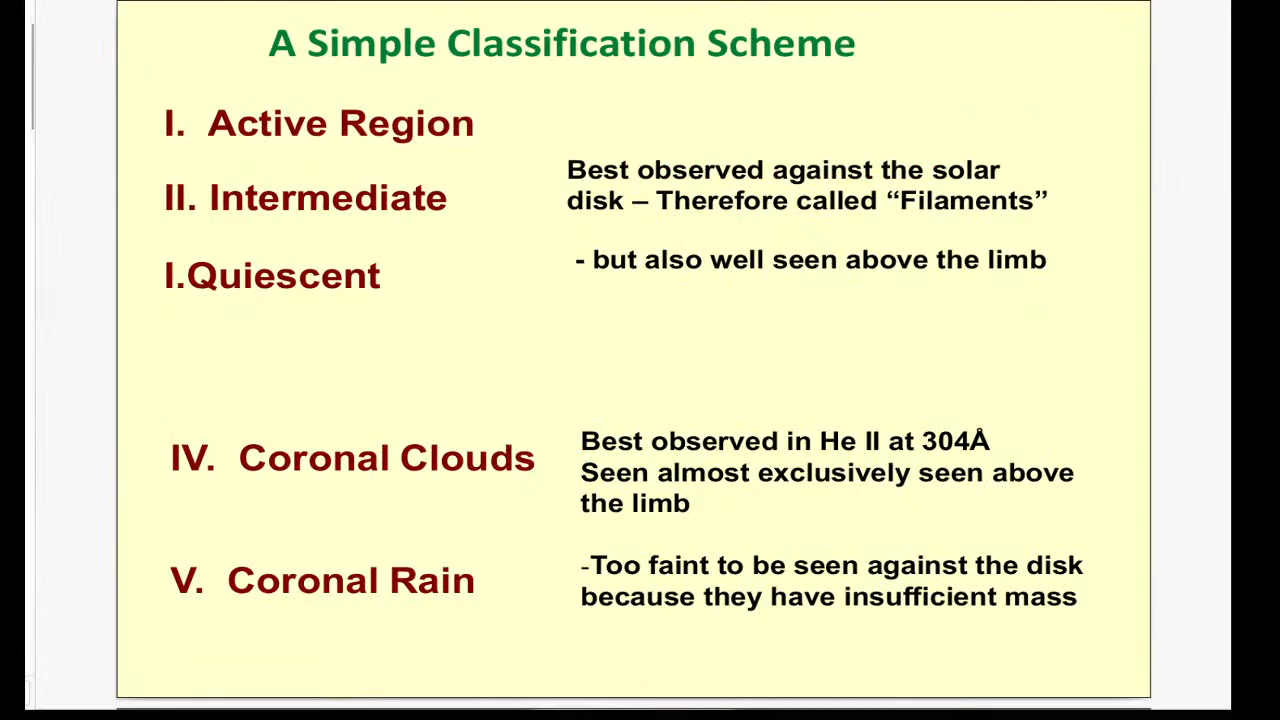 A Simple Classification Scheme
I. Active Region
II. Intermediate
I.Quiescent
Best observed against the solar
disk – Therefore called “Filaments”
- but also well seen above the limb
IV. Coronal Clouds
Best observed in He II at 304Å
Seen almost exclusively seen above
the limb
V. Coronal Rain
-Too faint to be seen against the disk
because they have insufficient mass